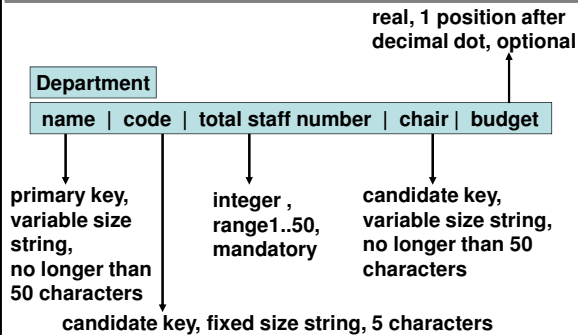 real, 1 position after
decimal dot, optional
Department
name | code | total staff number | chair | budget
primary key,
variable size
string,
no longer than
50 characters
integer ,
range1..50,
mandatory
candidate key,
variable size string,
no longer than 50
characters
candidate key, fixed size string, 5 characters